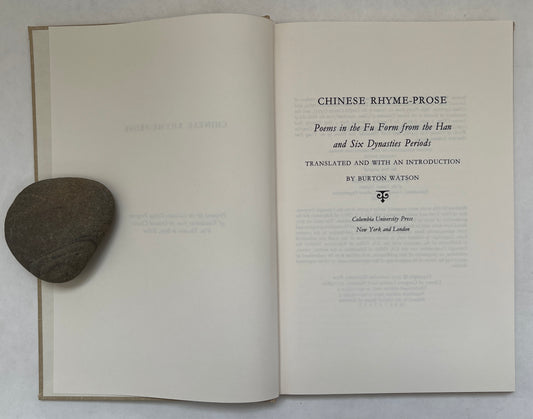 CHINESE RHYME-PROSE
Poems in the Fu Form from the Han
and Six Dynasties Periods
TRANSLATED AND WITH AN INTRODUCTION
BY BURTON WATSON
Columbia University Press
New York and London